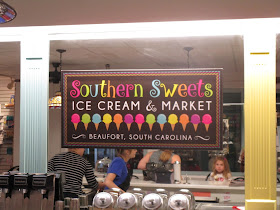 Southern Sweets
ICE CREAM & MARKET
BEAUFORT, SOUTH CAROLINA